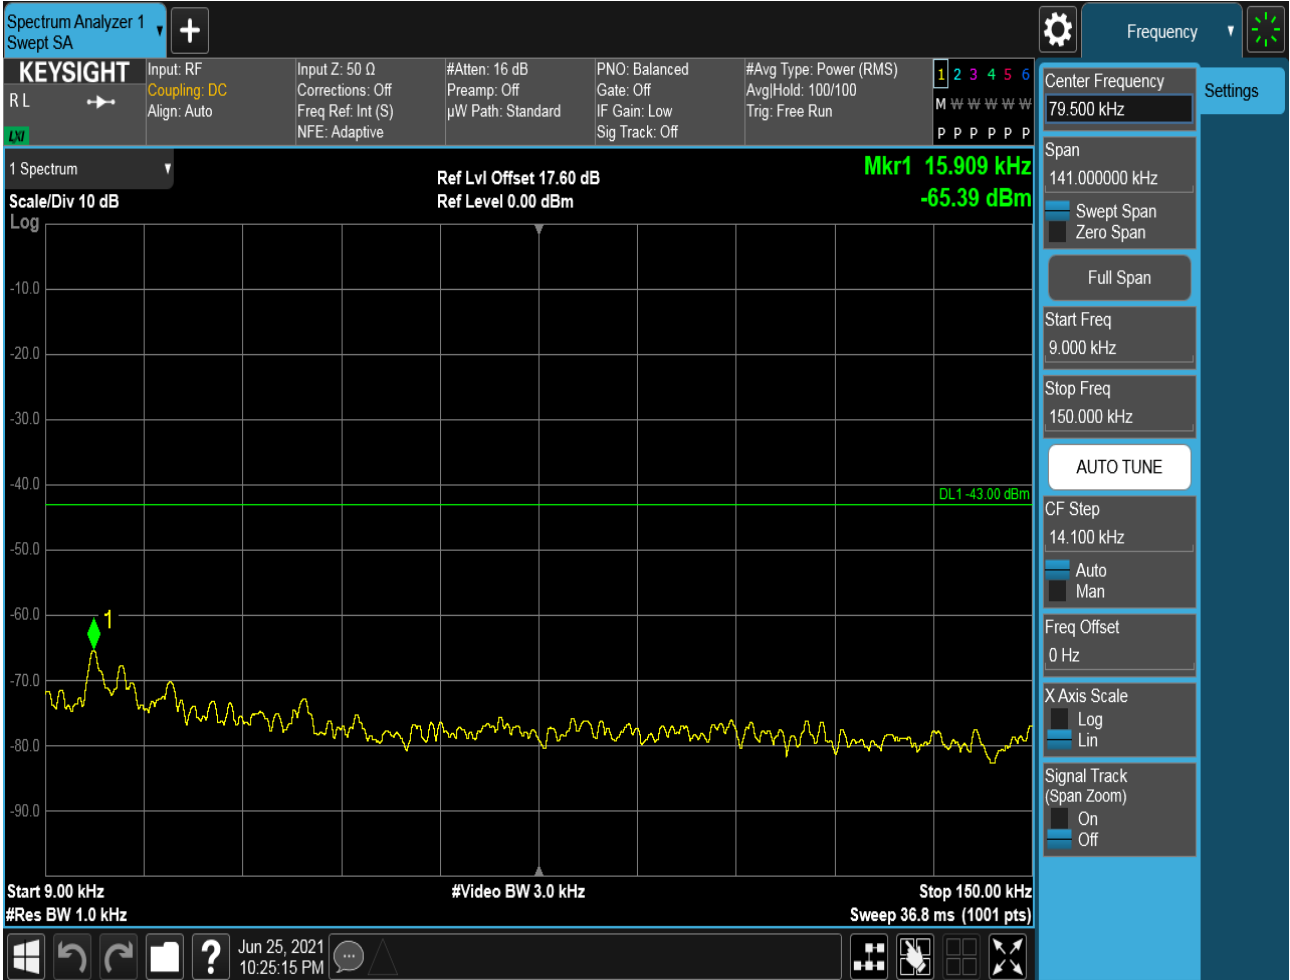 Spectrum Analyzer 1
Swept SA
Frequency
KEYSIGHT
R L
LXI
Input: RF
Coupling: DC
Align: Auto
Input Z: 50 Ω
Corrections: Off
Freq Ref: Int (S)
NFE: Adaptive
#Atten: 16 dB
Preamp: Off
µW Path: Standard
PNO: Balanced
Gate: Off
IF Gain: Low
Sig Track: Off
#Avg Type: Power (RMS)
Avg|Hold: 100/100
Trig: Free Run
1 2 3 4 5 6
M W W W W W
P P P P P P
1 Spectrum
Scale/Div 10 dB
Log
Ref Lvl Offset 17.60 dB
Ref Level 0.00 dBm
Mkr1 15.909 kHz
-65.39 dBm
-10.0
-20.0
-30.0
-40.0
DL1 -43.00 dBm
-50.0
-60.0
1
-70.0
-80.0
-90.0
Start 9.00 kHz
#Video BW 3.0 kHz
Stop 150.00 kHz
#Res BW 1.0 kHz
Sweep 36.8 ms (1001 pts)
Center Frequency
79.500 kHz
Settings
Span
141.000000 kHz
Swept Span
Zero Span
Full Span
Start Freq
9.000 kHz
Stop Freq
150.000 kHz
AUTO TUNE
CF Step
14.100 kHz
Auto
Man
Freq Offset
0 Hz
X Axis Scale
Log
Lin
Signal Track
(Span Zoom)
On
Off
?
Jun 25, 2021
10:25:15 PM